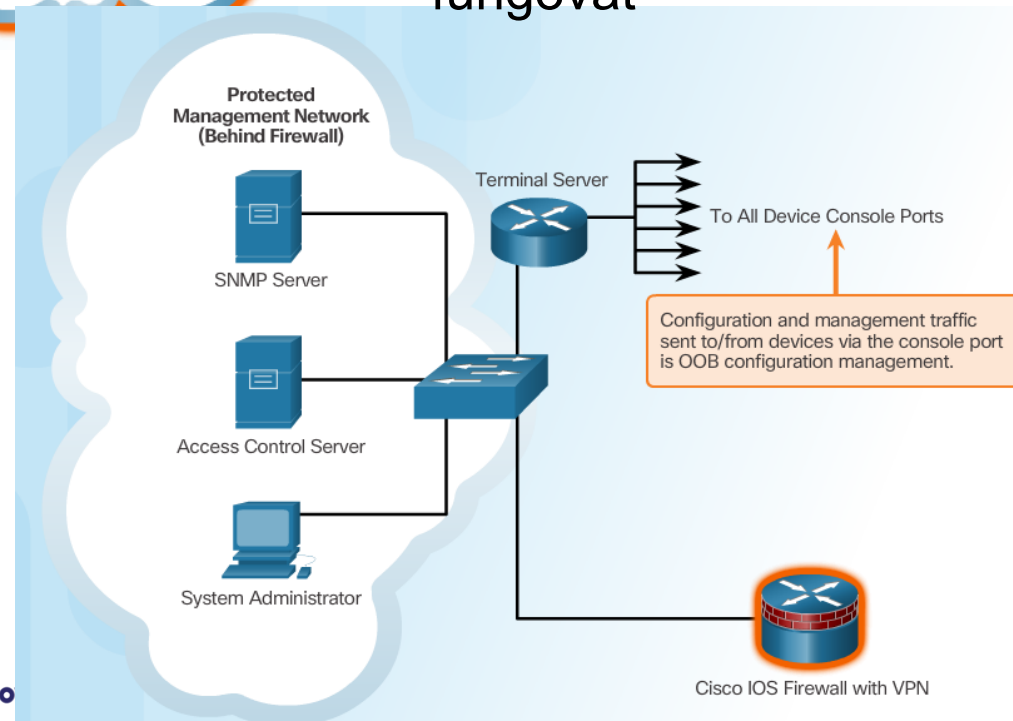 fungovat
Protected
Management Network
(Behind Firewall)
Terminal Server
To All Device Console Ports
SNMP Server
Configuration and management traffic
sent to/from devices via the console port
is OOB configuration management.
Access Control Server
System Administrator
Cisco IOS Firewall with VPN